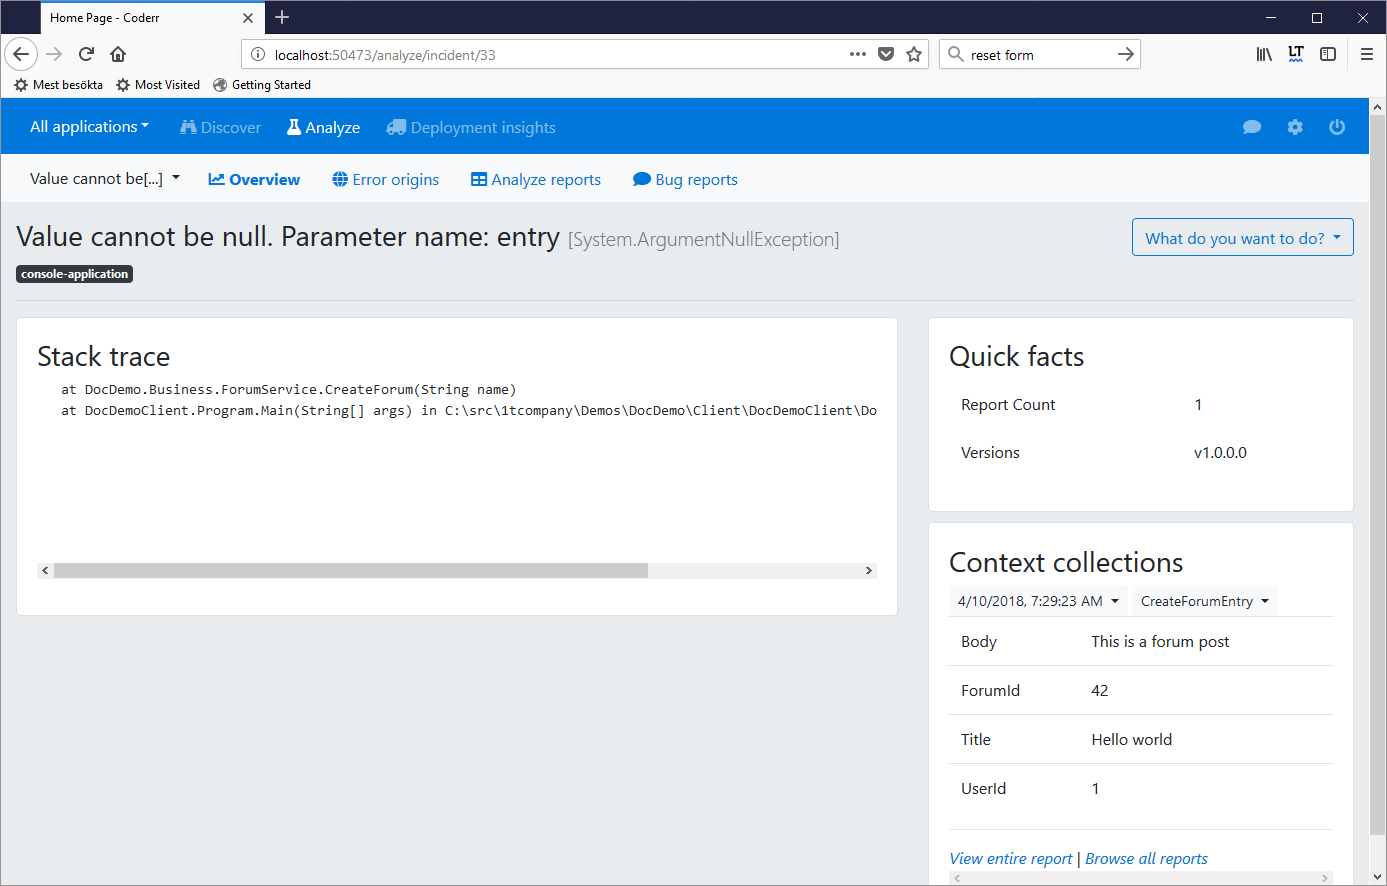 Home Page - Coderr
localhost:50473/analyze/incident/33
reset form
LT
Mest besökta Most Visited Getting Started
All applications Discover Analyze Deployment insights
Value cannot be[...] Overview Error origins Analyze reports Bug reports
Value cannot be null. Parameter name: entry [System.ArgumentNullException]
What do you want to do?
console-application
Stack trace
at DocDemo.Business.ForumService.CreateForum(String name)
at DocDemoClient.Program.Main(String[] args) in C:\src\1tcompany\Demos\DocDemo\Client\DocDemoClient\Do
Quick facts
Report Count 1
Versions v1.0.0.0
Context collections
4/10/2018, 7:29:23 AM CreateForumEntry
Body This is a forum post
ForumId 42
Title Hello world
UserId 1
View entire report | Browse all reports